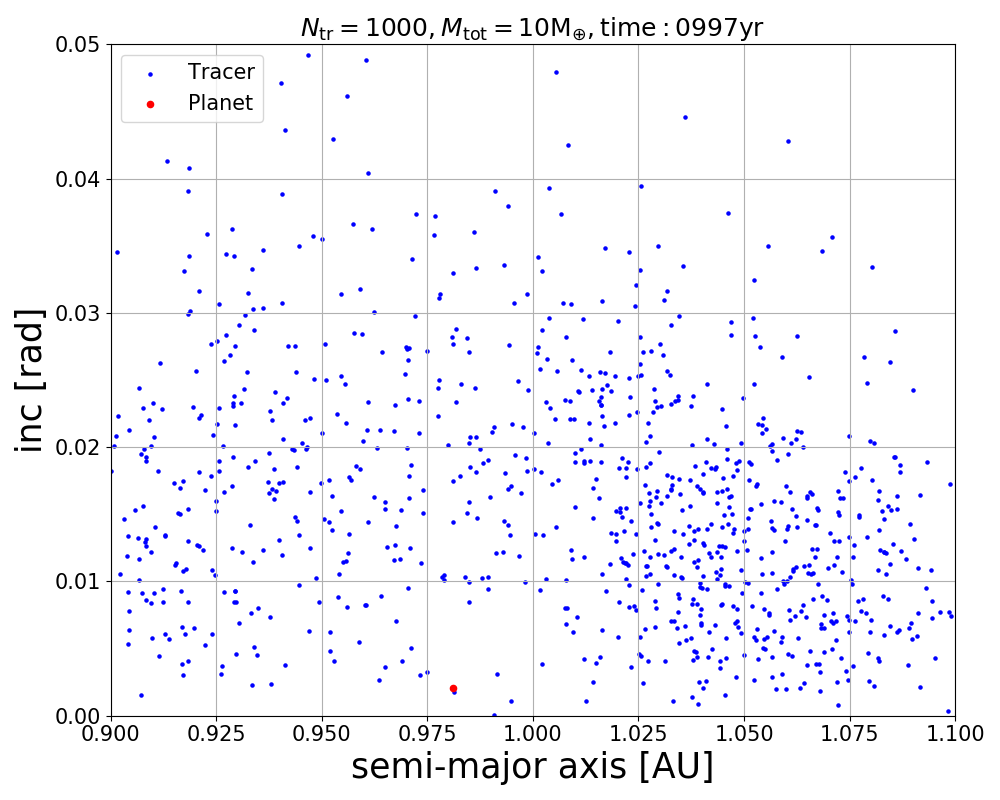 N_tr = 1000, M_tot = 10M_⊕, time : 0997yr
Tracer
Planet
0.05
0.04
0.03
0.02
0.01
0.00
inc [rad]
0.900 0.925 0.950 0.975 1.000 1.025 1.050 1.075 1.100
semi-major axis [AU]